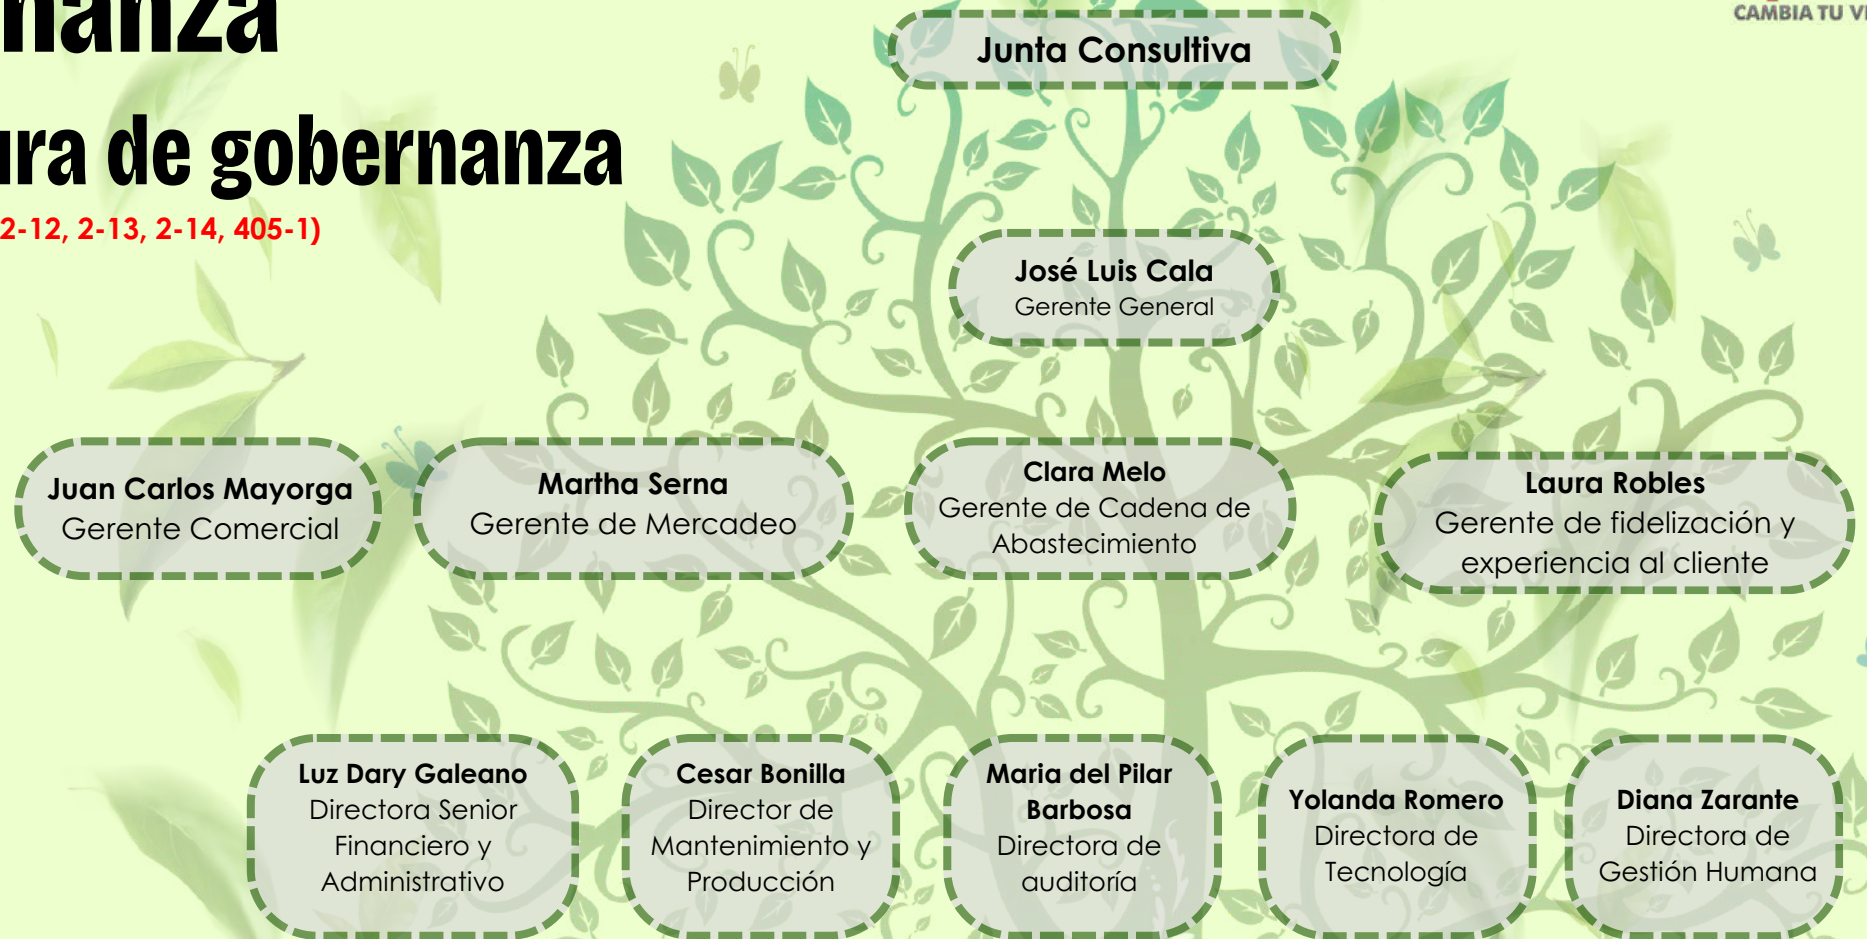 nanza
ura de gobernanza
2-12, 2-13, 2-14, 405-1)
CAMBIA TU VI
Junta Consultiva
José Luis Cala
Gerente General
Juan Carlos Mayorga
Gerente Comercial
Martha Serna
Gerente de Mercadeo
Clara Melo
Gerente de Cadena de
Abastecimiento
Laura Robles
Gerente de fidelización y
experiencia al cliente
Luz Dary Galeano
Directora Senior
Financiero y
Administrativo
Cesar Bonilla
Director de
Mantenimiento y
Producción
Maria del Pilar
Barbosa
Directora de
auditoría
Yolanda Romero
Directora de
Tecnología
Diana Zarante
Directora de
Gestión Humana